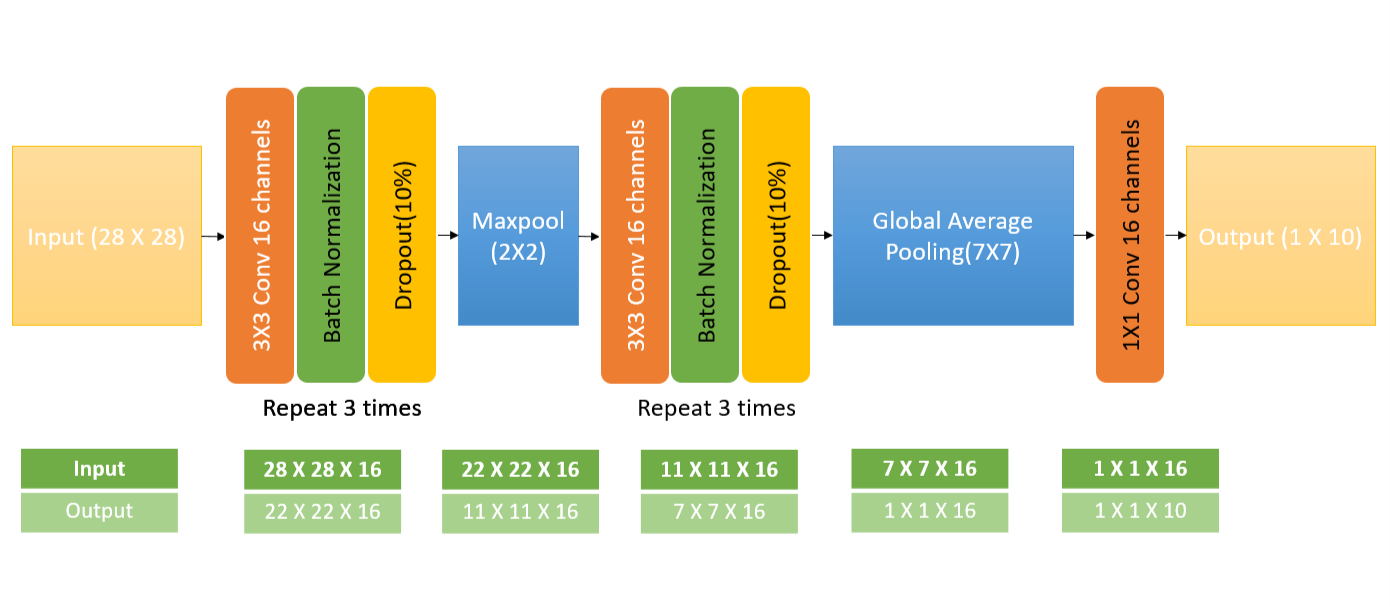 Input (28 X 28)
3X3 Conv 16 channels
Batch Normalization
Dropout(10%)
Repeat 3 times
Maxpool
(2X2)
3X3 Conv 16 channels
Batch Normalization
Dropout(10%)
Repeat 3 times
Global Average
Pooling(7X7)
1X1 Conv 16 channels
Output (1 X 10)
Input
28 X 28 X 16
22 X 22 X 16
11 X 11 X 16
7 X 7 X 16
1 X 1 X 16
Output
22 X 22 X 16
11 X 11 X 16
7 X 7 X 16
1 X 1 X 16
1 X 1 X 10